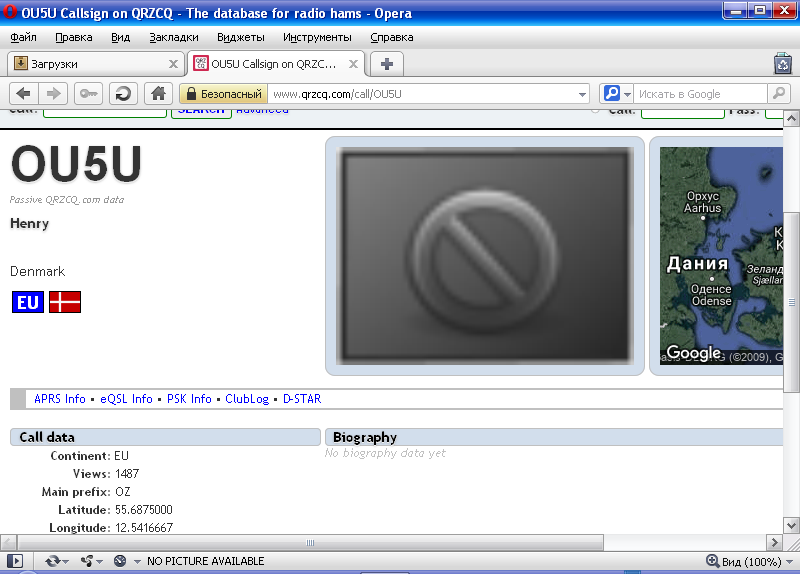 OU5U Callsign on QRZCQ - The database for radio hams - Opera
Файл Правка Вид Закладки Виджеты Инструменты Справка
Загрузки
QRZ CQ
OU5U Callsign on QRZC...
Безопасный www.qrzcq.com/call/OU5U
Искать в Google
Call: SEARCH Advanced Call: Pass:
OU5U
Passive QRZCQ.com data
Henry
Denmark
EU
Орхус
Aarhus
Дания
Оденсе
Odense
Зеланд
Sjælland
Google
©(2009), G
APRS Info • eQSL Info • PSK Info • ClubLog • D-STAR
Call data
Biography
Continent: EU
No biography data yet
Views: 1487
Main prefix: OZ
Latitude: 55.6875000
Longitude: 12.5416667
NO PICTURE AVAILABLE
Вид (100%)